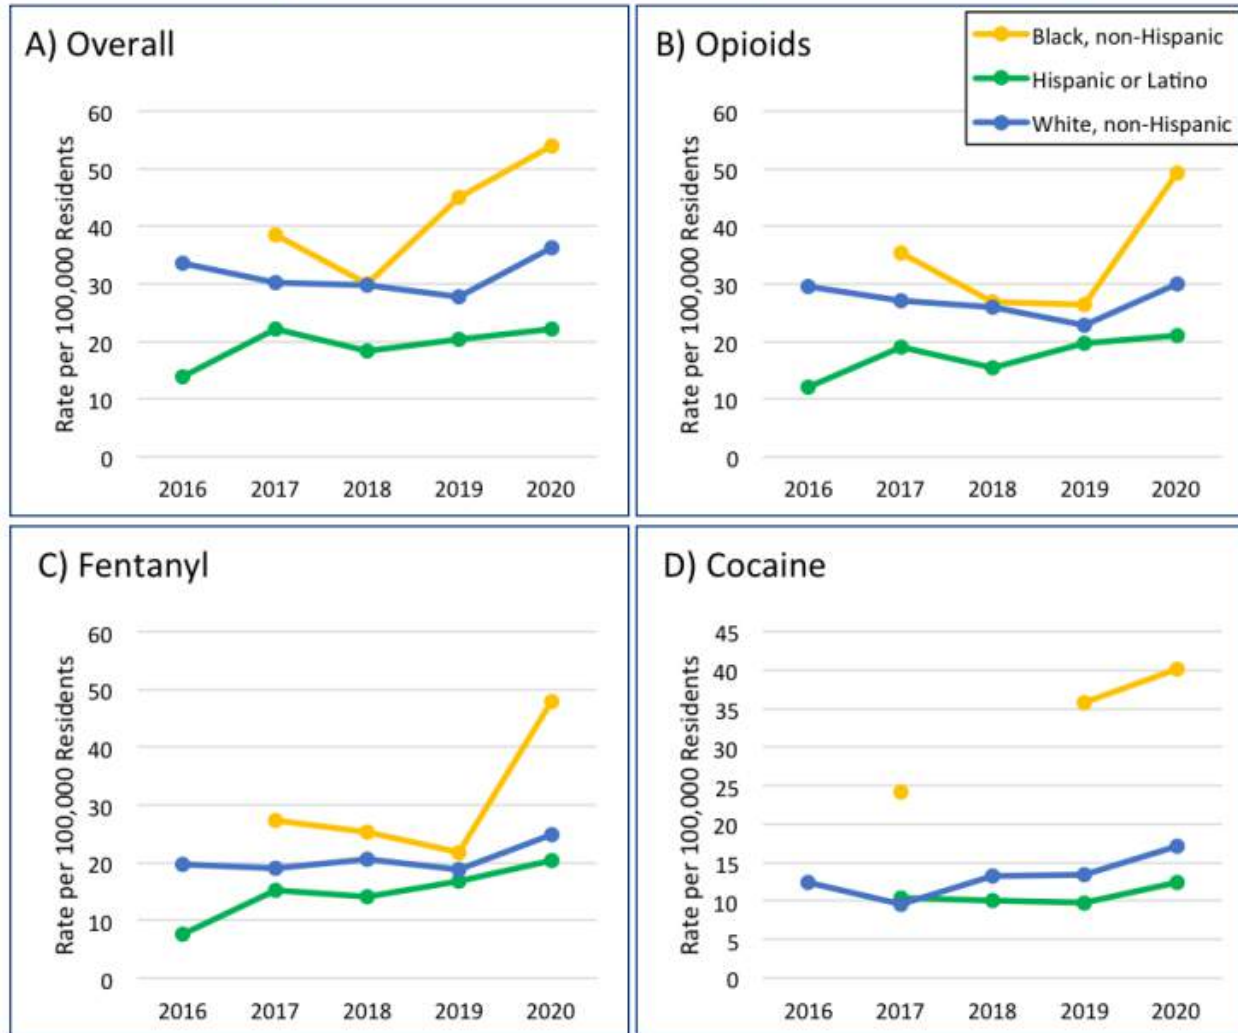 A) Overall
Rate per 100,000 Residents
60
50
40
30
20
10
0
2016 2017 2018 2019 2020
B) Opioids
Black, non-Hispanic
Hispanic or Latino
White, non-Hispanic
Rate per 100,000 Residents
60
50
40
30
20
10
0
2016 2017 2018 2019 2020
C) Fentanyl
Rate per 100,000 Residents
60
50
40
30
20
10
0
2016 2017 2018 2019 2020
D) Cocaine
Rate per 100,000 Residents
45
40
35
30
25
20
15
10
5
0
2016 2017 2018 2019 2020